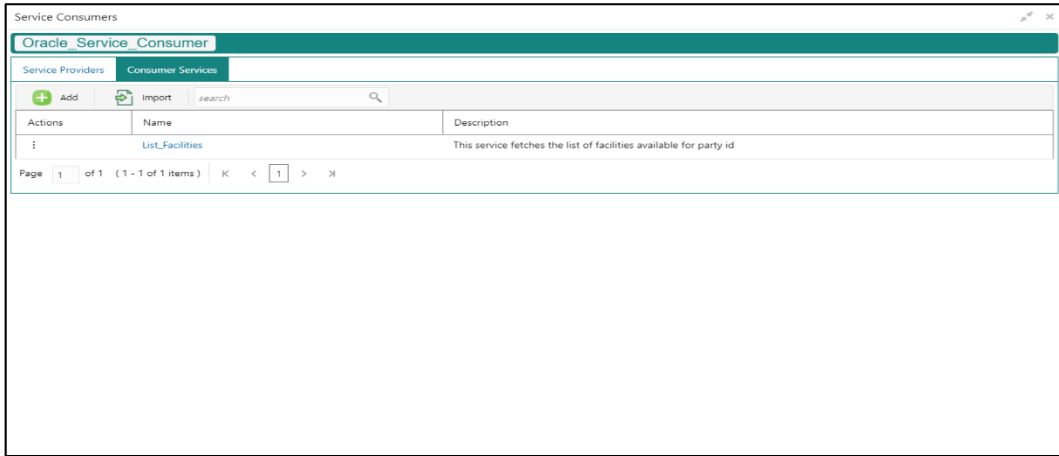 Service Consumers
Oracle_Service_Consumer
Service Providers Consumer Services
Add Import search
Actions Name Description
List_Facilities This service fetches the list of facilities available for party id
Page 1 of 1 (1 - 1 of 1 items) K < 1 > >|